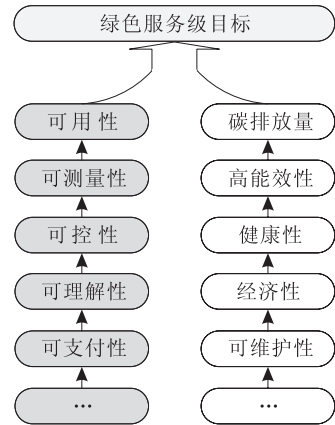 绿色服务级目标
可用性
碳排放量
可测量性
高能效性
可控性
健康性
可理解性
经济性
可支付性
可维护性
…
…